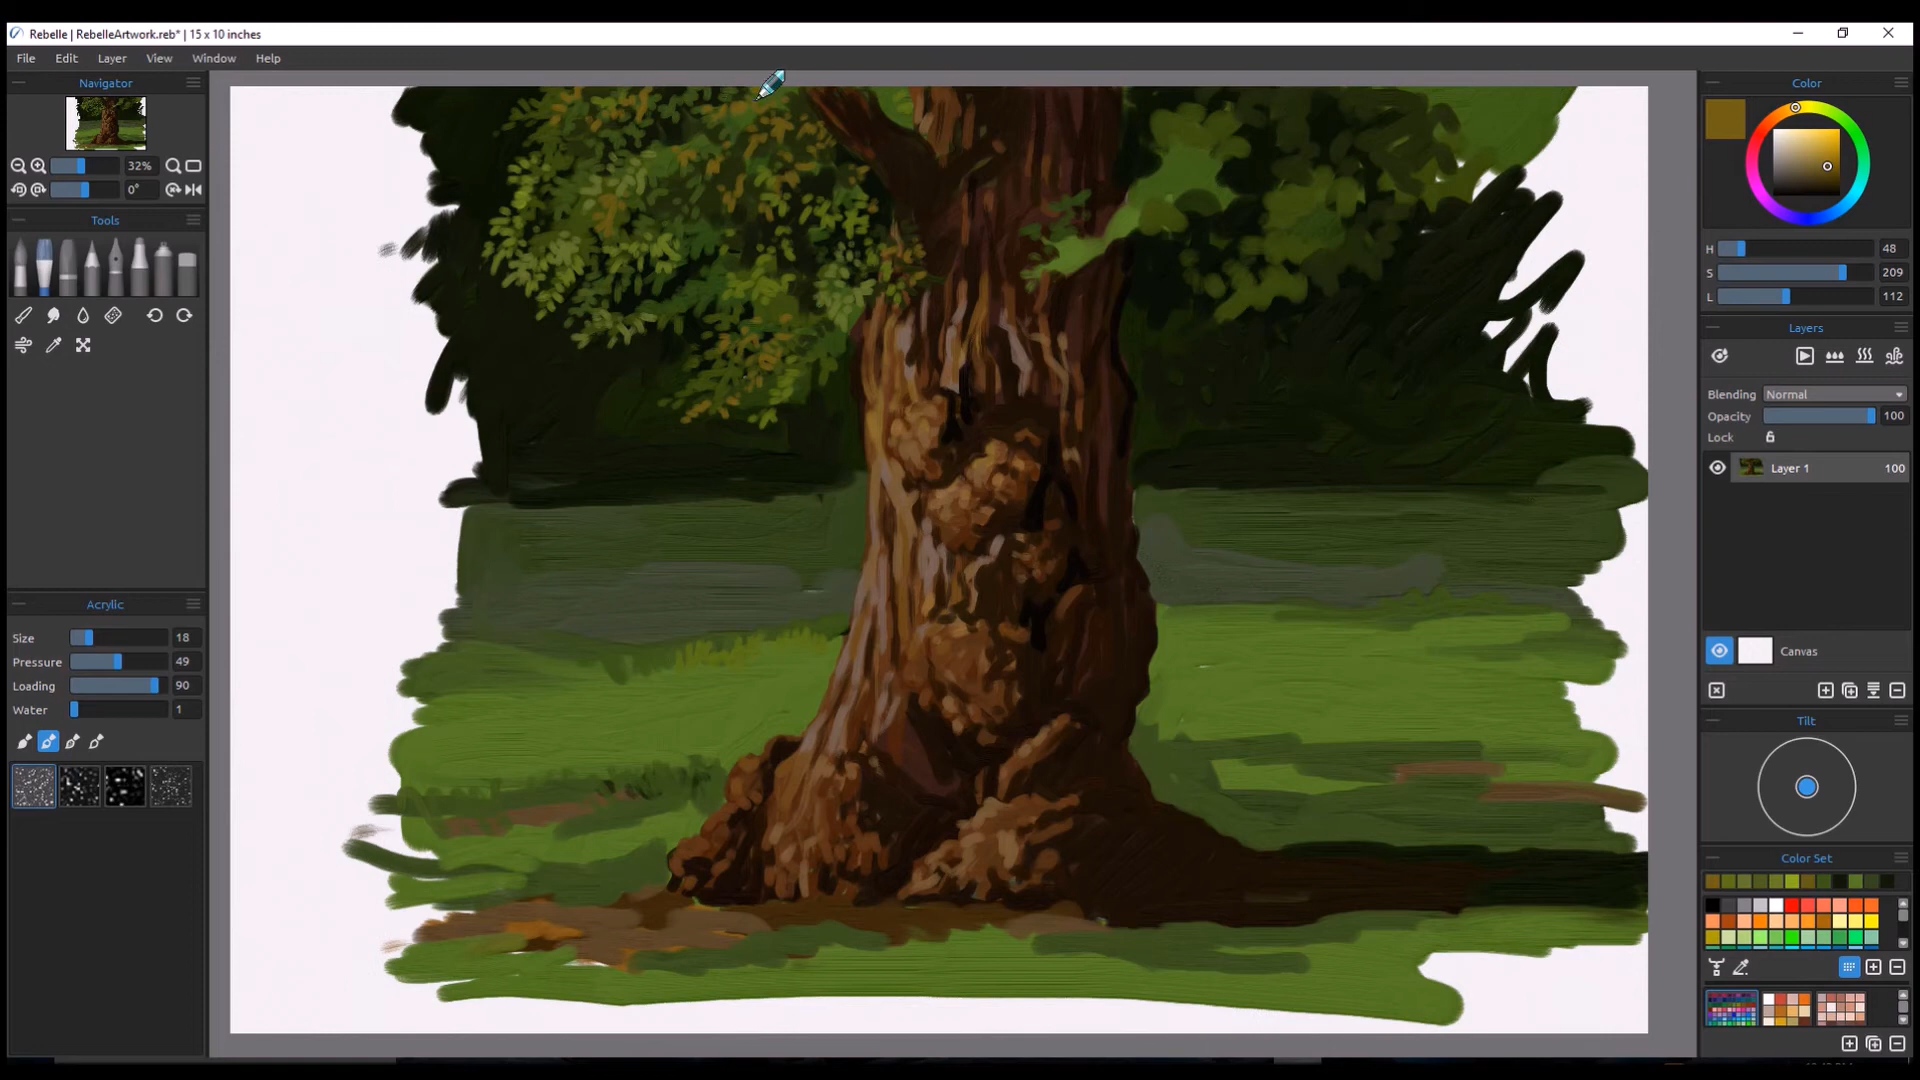 Rebelle | RebelleArtwork.reb* | 15 x 10 inches
File Edit Layer View Window Help
Navigator
32%
0°
Tools
Acrylic
Size 18
Pressure 49
Loading 90
Water 1
Color
H 48
S 209
L 112
Layers
Blending Normal
Opacity 100
Lock
Layer 1 100
Canvas
Tilt
Color Set